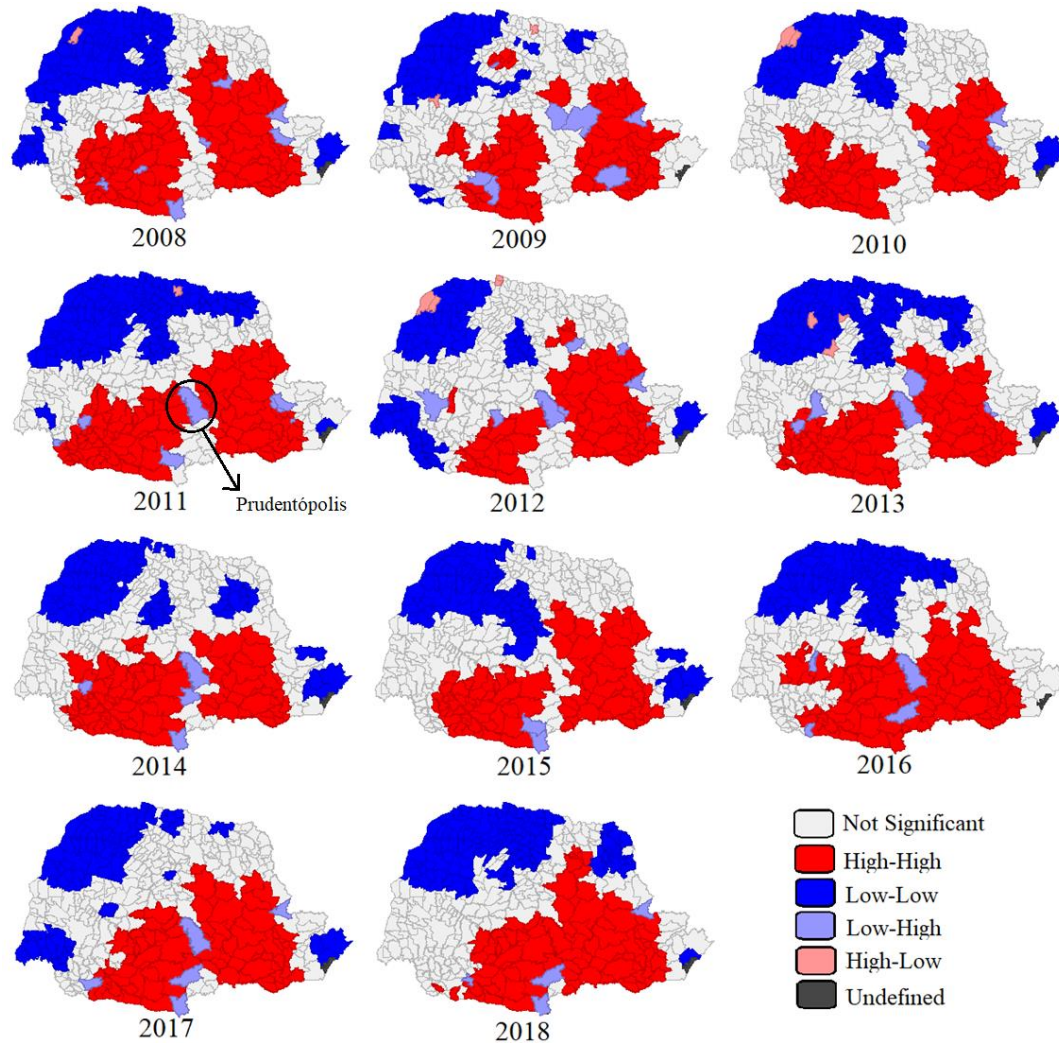 2008
2009
2010
2011
Prudentópolis
2012
2013
2014
2015
2016
2017
2018
Not Significant
High-High
Low-Low
Low-High
High-Low
Undefined